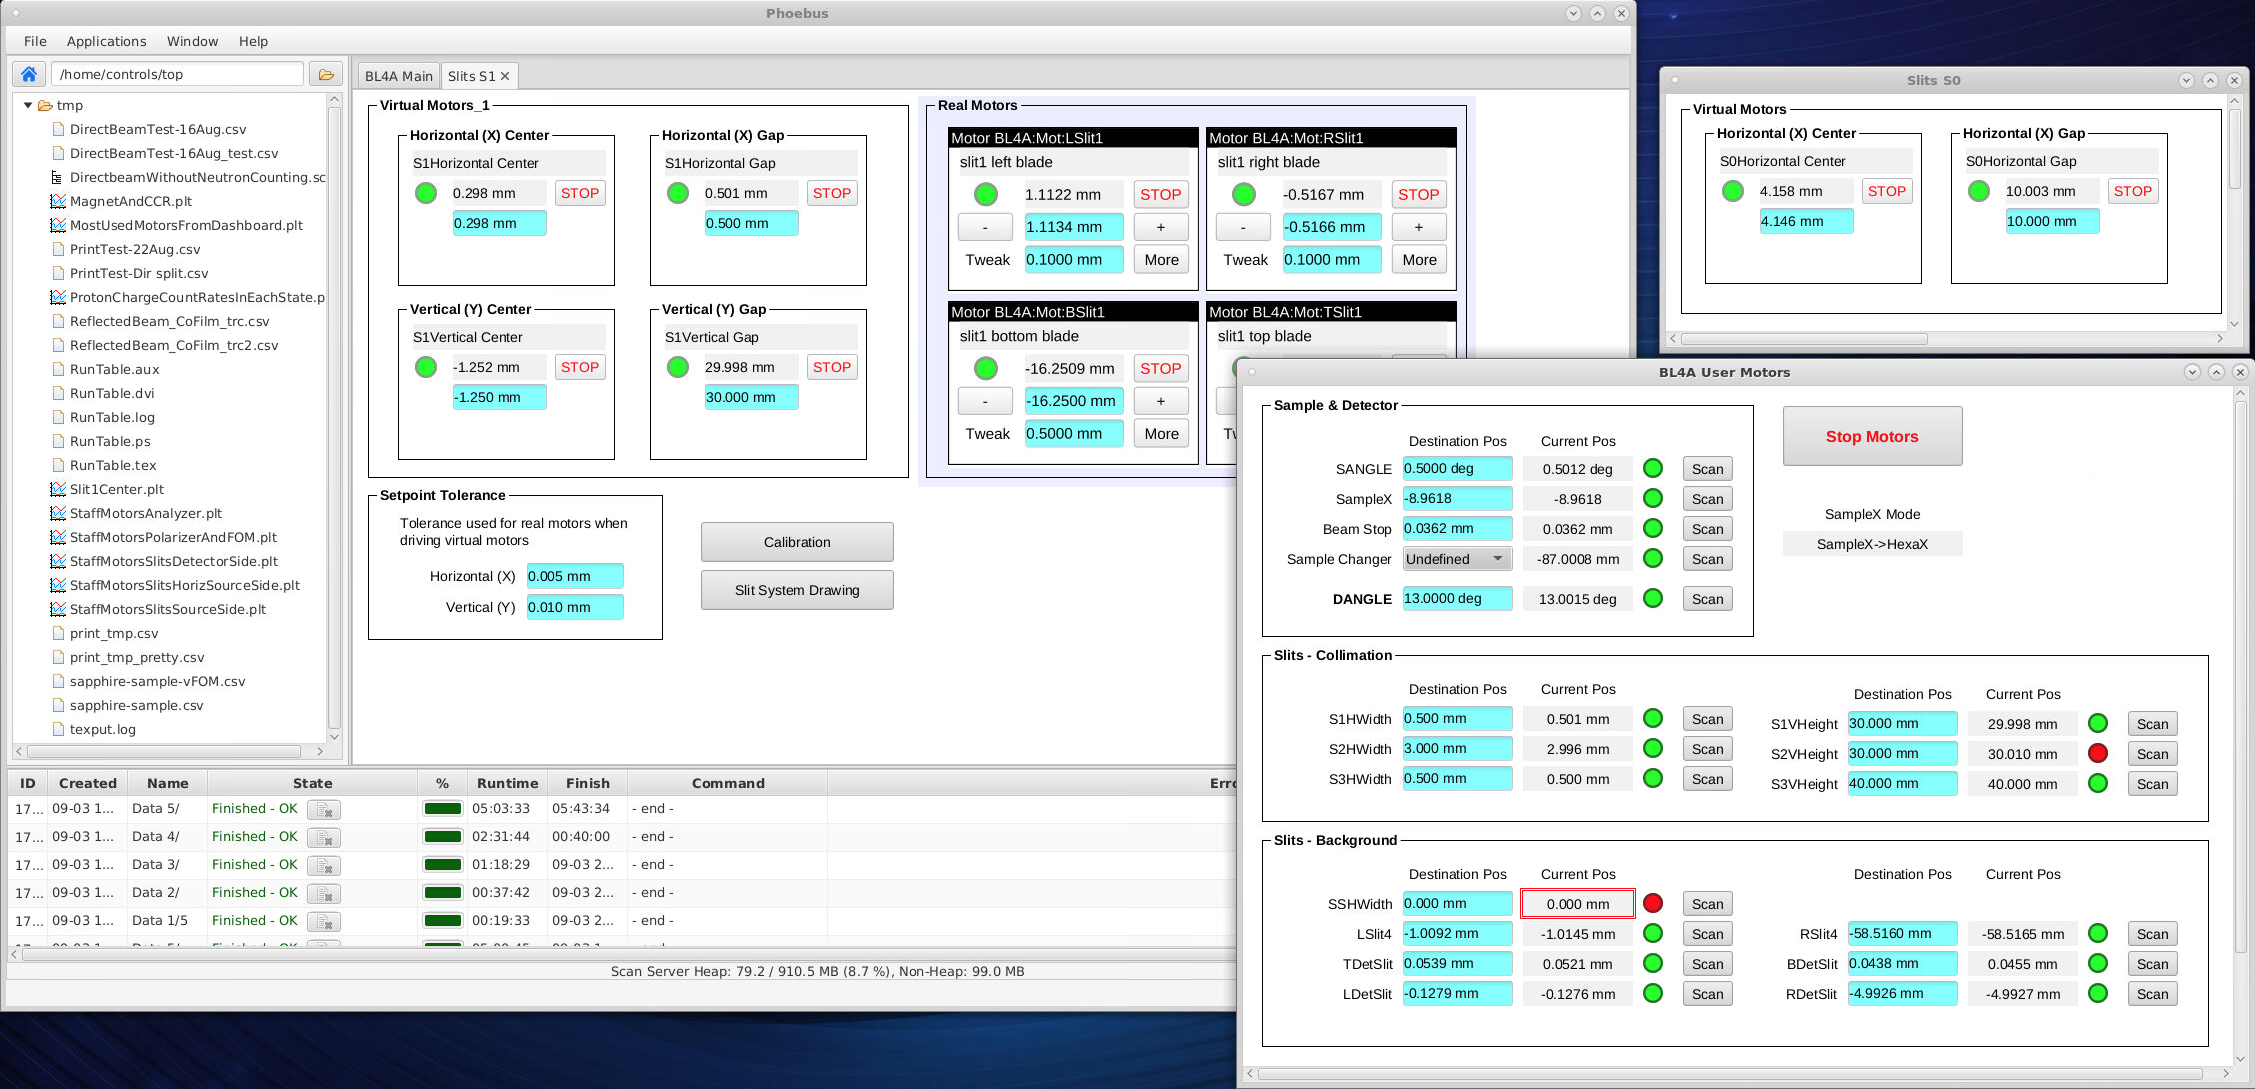 Phoebus
File Applications Window Help
/home/controls/top
tmp
DirectBeamTest-16Aug.csv
DirectBeamTest-16Aug_test.csv
DirectbeamWithoutNeutronCounting.sc
MagnetAndCCR.plt
MostUsedMotorsFromDashboard.plt
PrintTest-22Aug.csv
PrintTest-Dir split.csv
ProtonChargeCountRatesInEachState.p
ReflectedBeam_CoFilm_trc.csv
ReflectedBeam_CoFilm_trc2.csv
RunTable.aux
RunTable.dvi
RunTable.log
RunTable.ps
RunTable.tex
Slit1Center.plt
StaffMotorsAnalyzer.plt
StaffMotorsPolarizerAndFOM.plt
StaffMotorsSlitsDetectorSide.plt
StaffMotorsSlitsHorizSourceSide.plt
StaffMotorsSlitsSourceSide.plt
print_tmp.csv
print_tmp_pretty.csv
sapphire-sample-vFOM.csv
sapphire-sample.csv
texput.log
BL4A Main Slits S1
Virtual Motors_1
Horizontal (X) Center
S1Horizontal Center
0.298 mm STOP
0.298 mm
Horizontal (X) Gap
S1Horizontal Gap
0.501 mm STOP
0.500 mm
Vertical (Y) Center
S1Vertical Center
-1.252 mm STOP
-1.250 mm
Vertical (Y) Gap
S1Vertical Gap
29.998 mm STOP
30.000 mm
Real Motors
Motor BL4A:Mot:LSlit1
slit1 left blade
1.1122 mm STOP
- 1.1134 mm +
Tweak 0.1000 mm More
Motor BL4A:Mot:RSlit1
slit1 right blade
-0.5167 mm STOP
- -0.5166 mm +
Tweak 0.1000 mm More
Motor BL4A:Mot:BSlit1
slit1 bottom blade
-16.2509 mm STOP
- -16.2500 mm +
Tweak 0.5000 mm More
Motor BL4A:Mot:TSlit1
slit1 top blade
Setpoint Tolerance
Tolerance used for real motors when
driving virtual motors
Horizontal (X) 0.005 mm
Vertical (Y) 0.010 mm
Calibration
Slit System Drawing
ID Created Name State % Runtime Finish Command Erro
17... 09-03 1... Data 5/ Finished - OK 05:03:33 05:43:34 - end -
17... 09-03 1... Data 4/ Finished - OK 02:31:44 00:40:00 - end -
17... 09-03 1... Data 3/ Finished - OK 01:18:29 09-03 2... - end -
17... 09-03 1... Data 2/ Finished - OK 00:37:42 09-03 2... - end -
17... 09-03 1... Data 1/5 Finished - OK 00:19:33 09-03 2... - end -
Scan Server Heap: 79.2 / 910.5 MB (8.7 %), Non-Heap: 99.0 MB
Slits S0
Virtual Motors
Horizontal (X) Center
S0Horizontal Center
4.158 mm STOP
4.146 mm
Horizontal (X) Gap
S0Horizontal Gap
10.003 mm STOP
10.000 mm
BL4A User Motors
Sample & Detector
Destination Pos Current Pos
SANGLE 0.5000 deg 0.5012 deg Scan
SampleX -8.9618 -8.9618 Scan
Beam Stop 0.0362 mm 0.0362 mm Scan
Sample Changer Undefined -87.0008 mm Scan
DANGLE 13.0000 deg 13.0015 deg Scan
Stop Motors
SampleX Mode
SampleX->HexaX
Slits - Collimation
Destination Pos Current Pos
S1HWidth 0.500 mm 0.501 mm Scan
S2HWidth 3.000 mm 2.996 mm Scan
S3HWidth 0.500 mm 0.500 mm Scan
Destination Pos Current Pos
S1VHeight 30.000 mm 29.998 mm Scan
S2VHeight 30.000 mm 30.010 mm Scan
S3VHeight 40.000 mm 40.000 mm Scan
Slits - Background
Destination Pos Current Pos
SSHWidth 0.000 mm 0.000 mm Scan
LSlit4 -1.0092 mm -1.0145 mm Scan
TDetSlit 0.0539 mm 0.0521 mm Scan
LDetSlit -0.1279 mm -0.1276 mm Scan
Destination Pos Current Pos
RSlit4 -58.5160 mm -58.5165 mm Scan
BDetSlit 0.0438 mm 0.0455 mm Scan
RDetSlit -4.9926 mm -4.9927 mm Scan